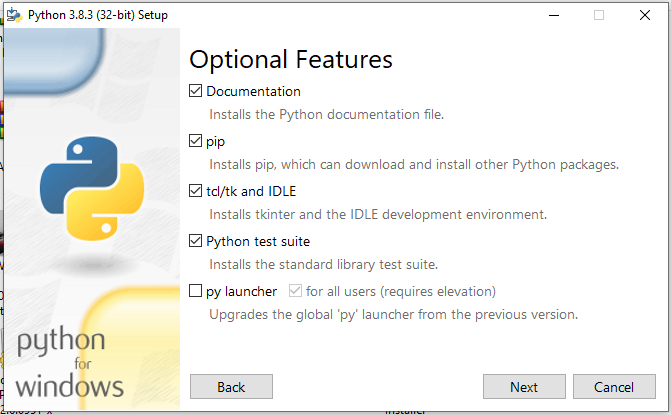 Python 3.8.3 (32-bit) Setup
Optional Features
Documentation
Installs the Python documentation file.
pip
Installs pip, which can download and install other Python packages.
tcl/tk and IDLE
Installs tkinter and the IDLE development environment.
Python test suite
Installs the standard library test suite.
py launcher for all users (requires elevation)
Upgrades the global 'py' launcher from the previous version.
python
for
windows
Back Next Cancel